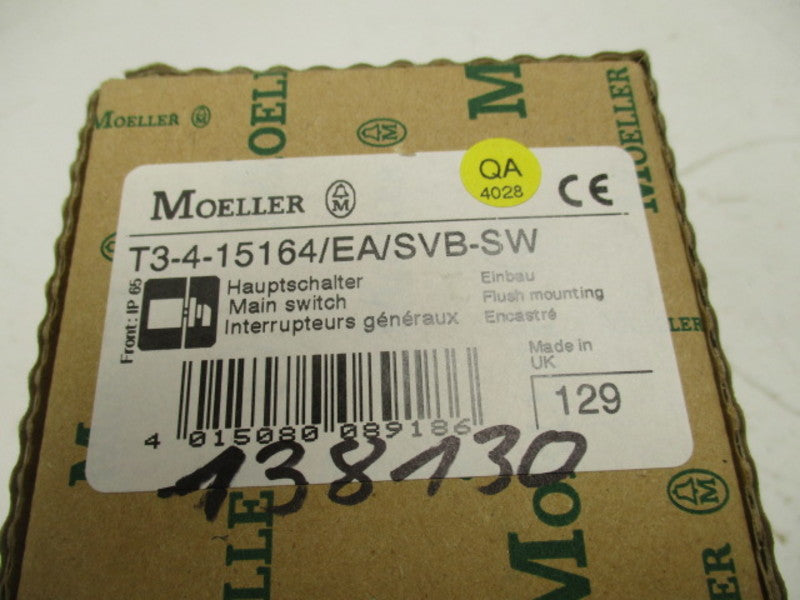 MOELLER
MOELLER
M
MOELLER
MOELLER
QA
4028
CE
T3-4-15164/EA/SVB-SW
Front: IP 65
Hauptschalter
Main switch
Interrupteurs généraux
Einbau
Flush mounting
Encastré
Made in
UK
129
4 015080 089186
138130
MOELLER